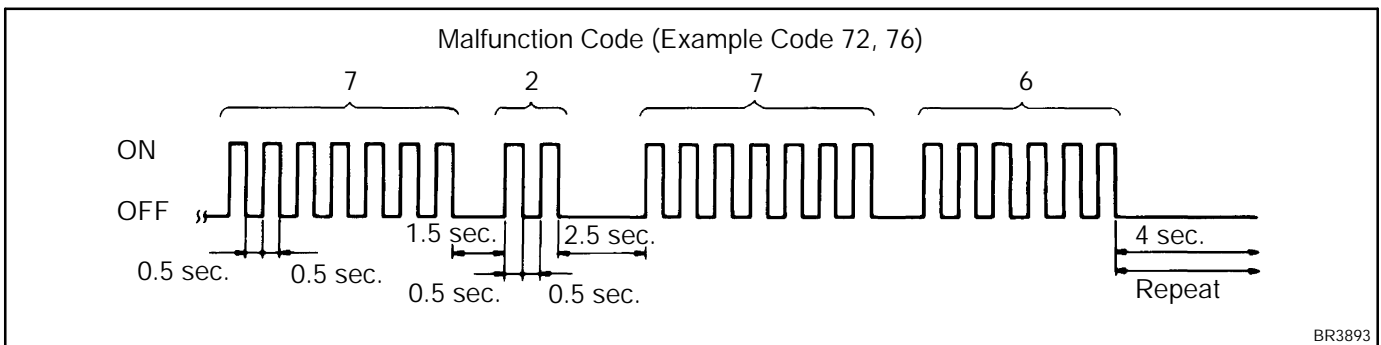 Malfunction Code (Example Code 72, 76)
7 2 7 6
ON
OFF
1.5 sec. 2.5 sec. 4 sec.
0.5 sec. 0.5 sec. 0.5 sec. 0.5 sec. Repeat
BR3893